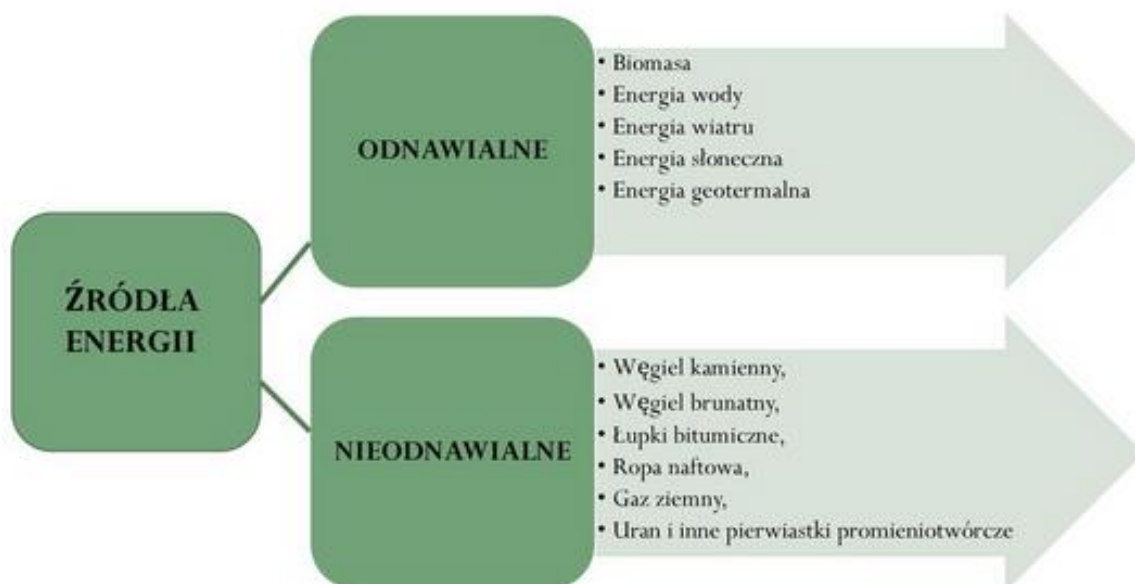 ŹRÓDŁA
ENERGII
ODNAWIALNE
• Biomasa
• Energia wody
• Energia wiatru
• Energia słoneczna
• Energia geotermalna
NIEODNAWIALNE
• Węgiel kamienny,
• Węgiel brunatny,
• Łupki bitumiczne,
• Ropa naftowa,
• Gaz ziemny,
• Uran i inne pierwiastki promieniotwórcze